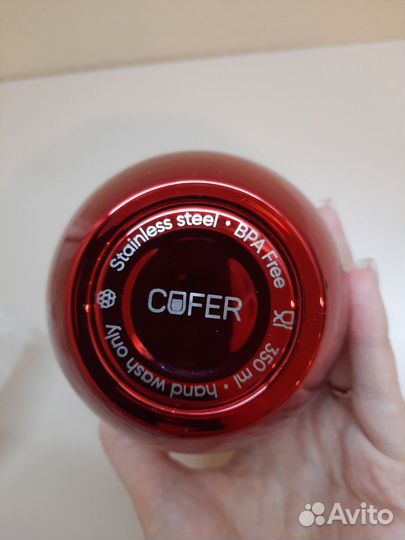 Stainless steel • BPA Free
COFER
350 ml • hand wash only
Avito